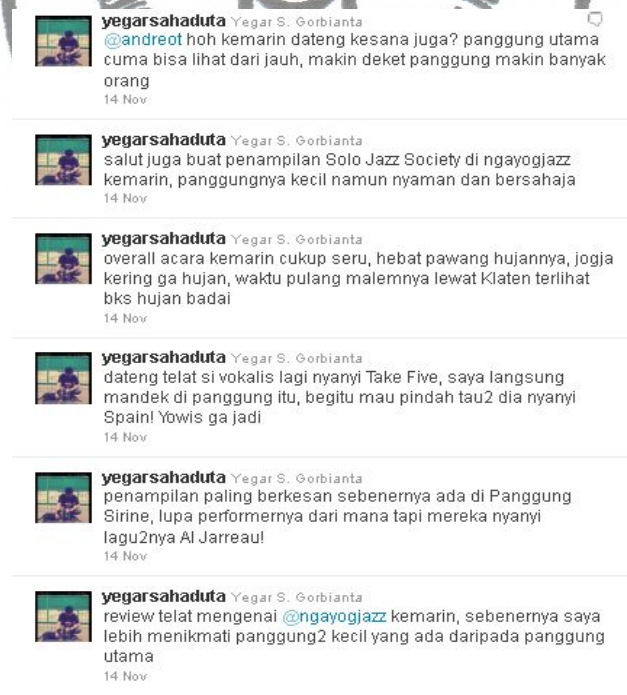 yegarsahaduta Yegar S. Gorbianta
@andreot hoh kemarin dateng kesana juga? panggung utama
cuma bisa lihat dari jauh, makin deket panggung makin banyak
orang
14 Nov
yegarsahaduta Yegar S. Gorbianta
salut juga buat penampilan Solo Jazz Society di ngayogjazz
kemarin, panggungnya kecil namun nyaman dan bersahaja
14 Nov
yegarsahaduta Yegar S. Gorbianta
overall acara kemarin cukup seru, hebat pawang hujannya, jogja
kering ga hujan, waktu pulang malemnya lewat Klaten terlihat
bks hujan badai
14 Nov
yegarsahaduta Yegar S. Gorbianta
dateng telat si vokalis lagi nyanyi Take Five, saya langsung
mandek di panggung itu, begitu mau pindah tau2 dia nyanyi
Spain! Yowis ga jadi
14 Nov
yegarsahaduta Yegar S. Gorbianta
penampilan paling berkesan sebenernya ada di Panggung
Sirine, lupa performernya dari mana tapi mereka nyanyi
lagu2nya Al Jarreau!
14 Nov
yegarsahaduta Yegar S. Gorbianta
review telat mengenai @ngayogjazz kemarin, sebenernya saya
lebih menikmati panggung2 kecil yang ada daripada panggung
utama
14 Nov